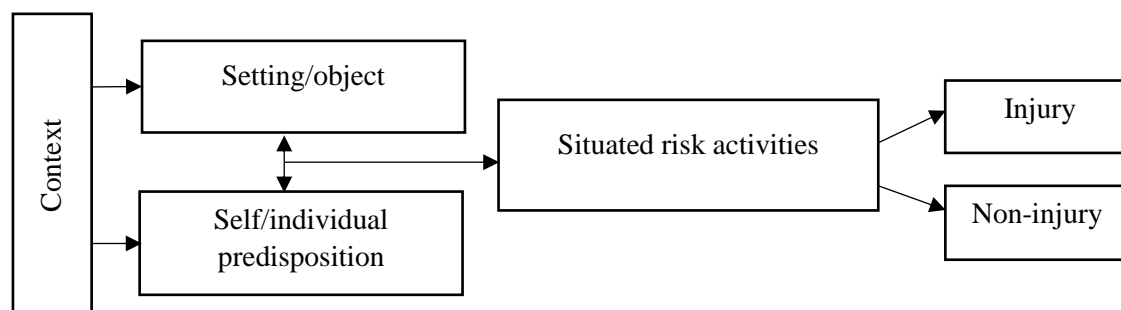 Context
Setting/object
Self/individual
predisposition
Situated risk activities
Injury
Non-injury